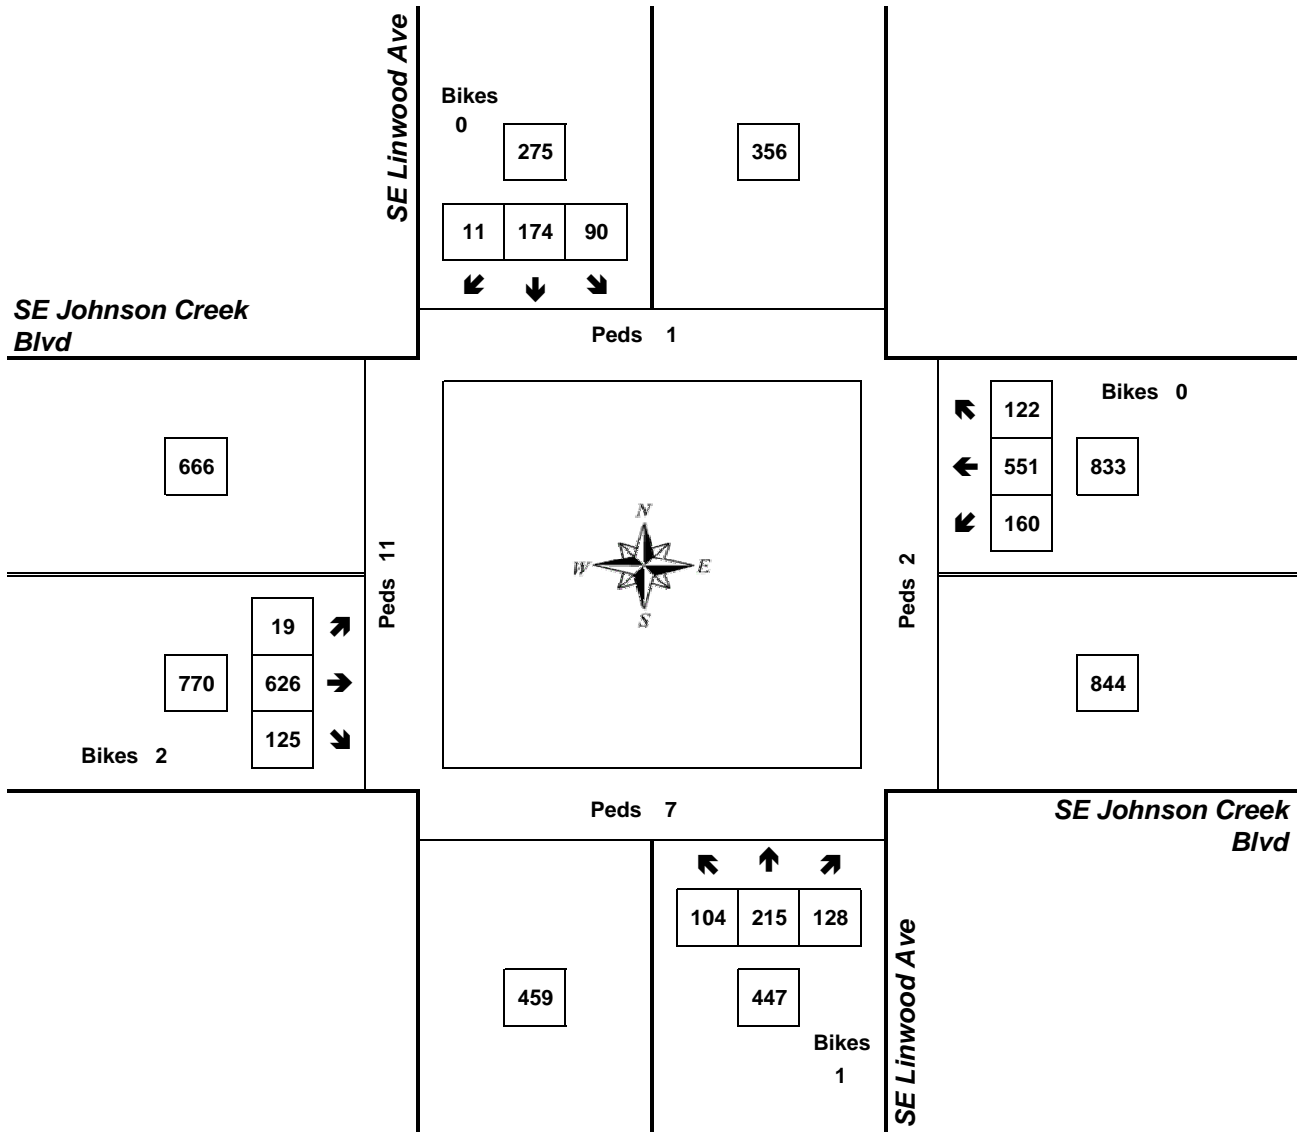 SE Linwood Ave
Bikes
0
275
356
11 174 90
SE Johnson Creek
Blvd
Peds 1
122
Bikes 0
666
551
833
160
N
W E
S
Peds 11
Peds 2
19
770
626
844
125
Bikes 2
Peds 7
SE Johnson Creek
Blvd
104 215 128
459
447
Bikes
1
SE Linwood Ave